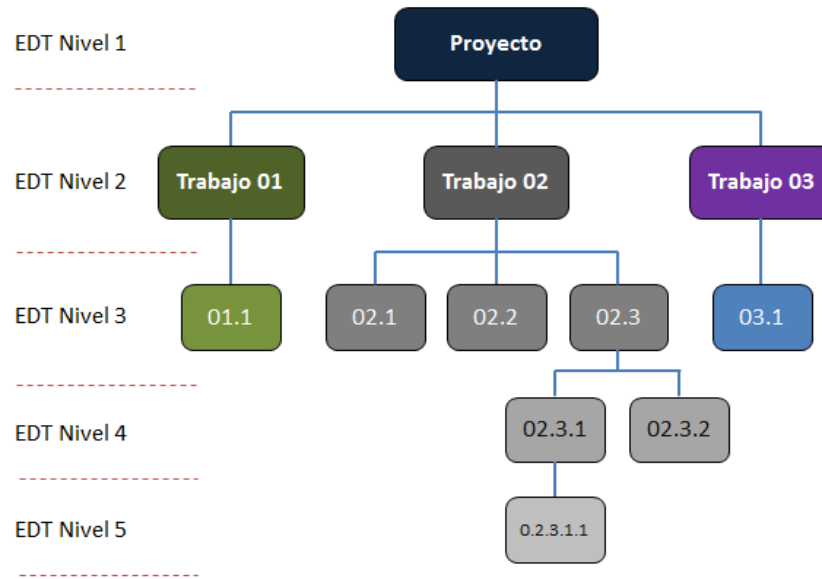 EDT Nivel 1
Proyecto
EDT Nivel 2
Trabajo 01
Trabajo 02
Trabajo 03
EDT Nivel 3
01.1
02.1
02.2
02.3
03.1
EDT Nivel 4
02.3.1
02.3.2
EDT Nivel 5
0.2.3.1.1